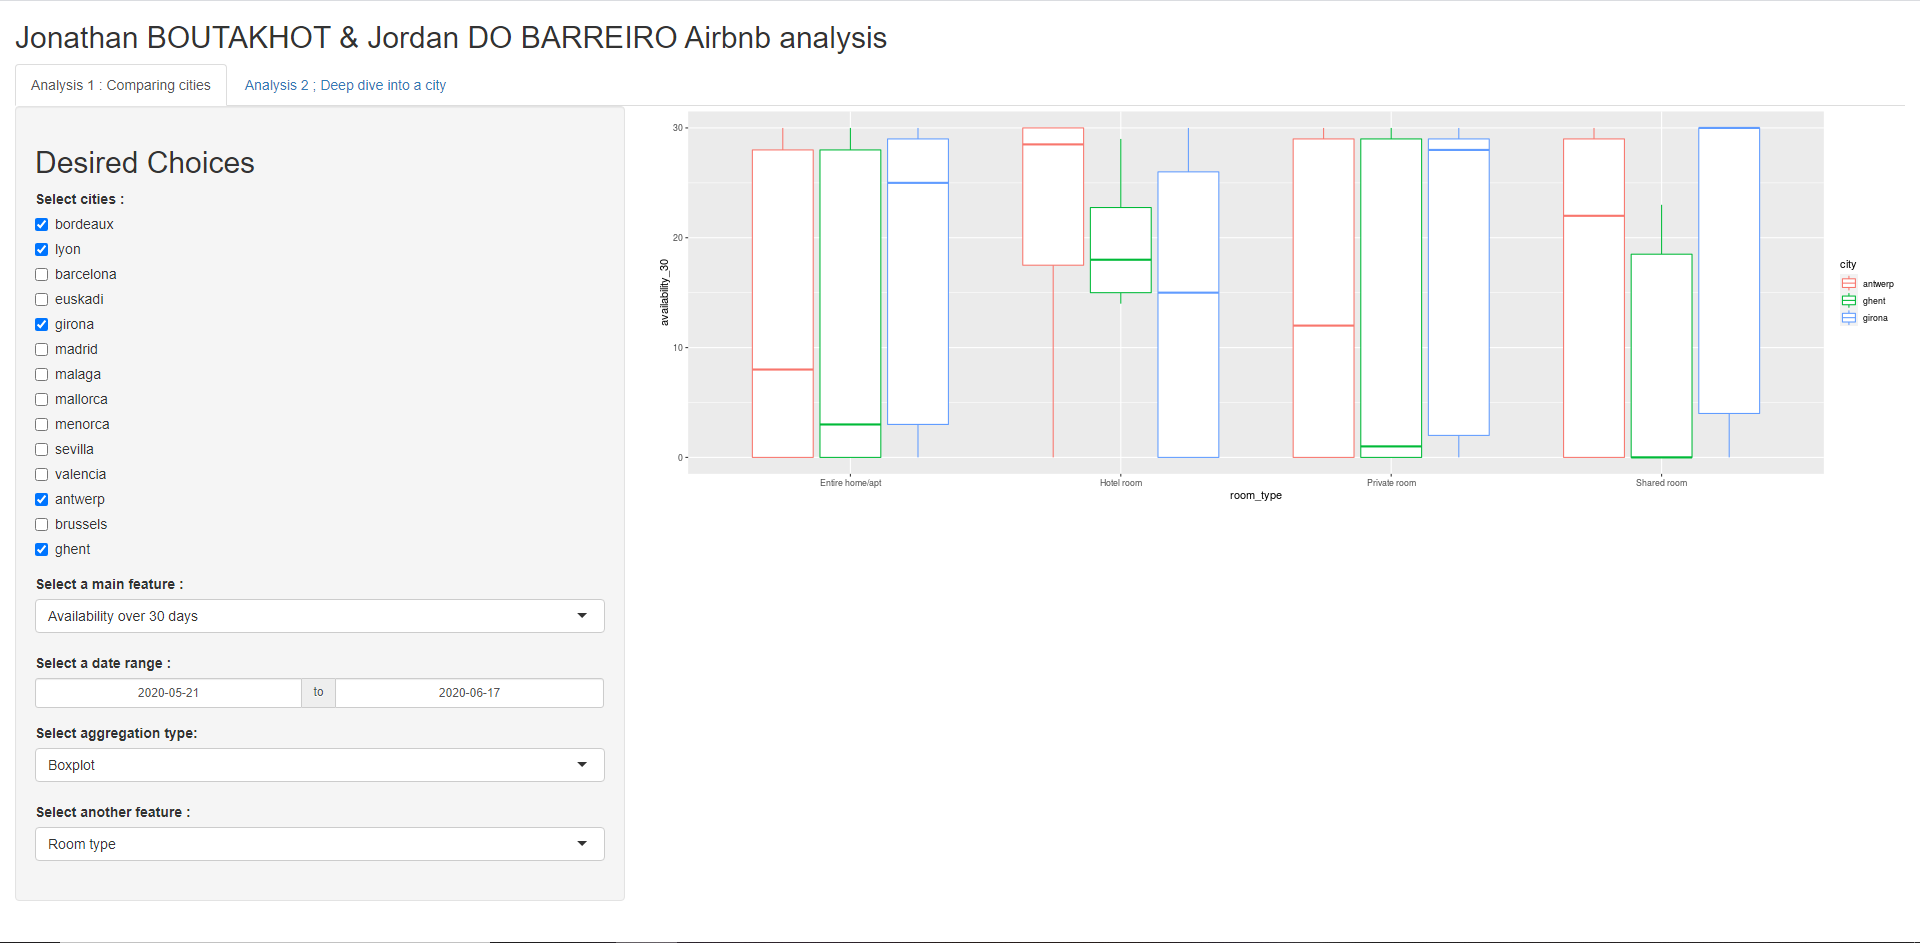 Jonathan BOUTAKHOT & Jordan DO BARREIRO Airbnb analysis
Analysis 1 : Comparing cities
Analysis 2 ; Deep dive into a city
Desired Choices
Select cities :
bordeaux
lyon
barcelona
euskadi
girona
madrid
malaga
mallorca
menorca
sevilla
valencia
antwerp
brussels
ghent
Select a main feature :
Availability over 30 days
Select a date range :
2020-05-21 to 2020-06-17
Select aggregation type:
Boxplot
Select another feature :
Room type
30
20
10
0
availability_30
Entire home/apt
Hotel room
Private room
Shared room
room_type
city
antwerp
ghent
girona